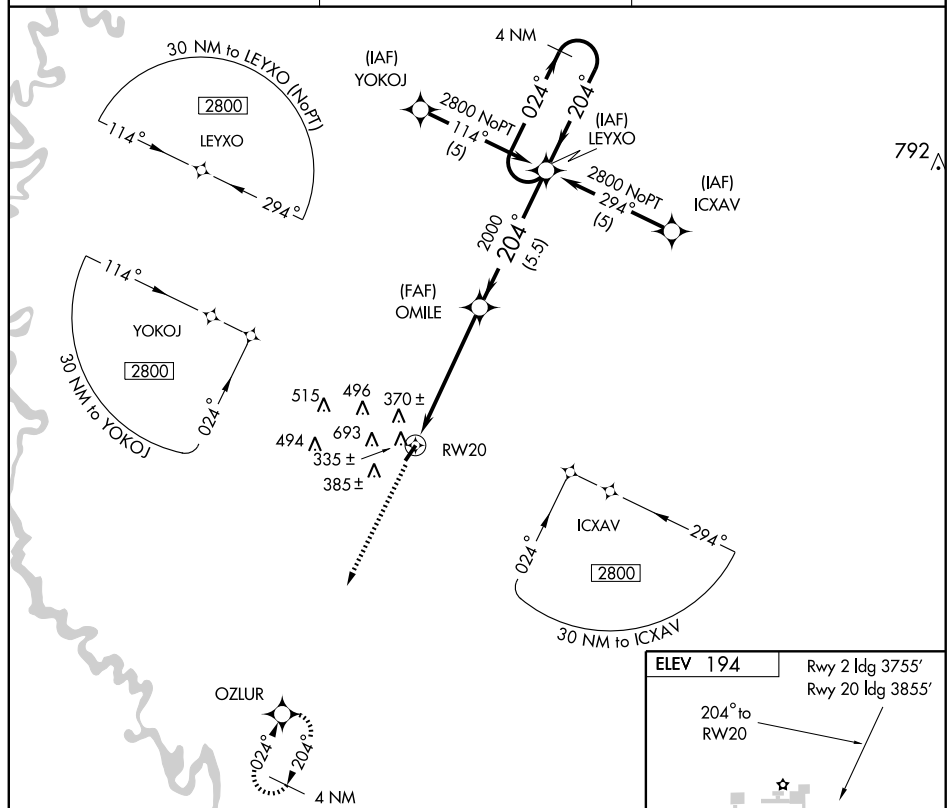 4 NM
30 NM to LEYXO (NoPT)
2800
114°
LEYXO
294°
(IAF)
YOKOJ
2800 NoPT
114°
(5)
024°
204°
(IAF)
LEYXO
2800 NoPT
294°
(5)
(IAF)
ICXAV
792
2000
204°
(5.5)
(FAF)
OMILE
114°
YOKOJ
2800
024°
30 NM to YOKOJ
515
496
370 ±
494
693
335 ±
385 ±
RW20
ICXAV
024°
294°
2800
30 NM to ICXAV
OZLUR
024°
204°
4 NM
ELEV 194
Rwy 2 ldg 3755'
Rwy 20 ldg 3855'
204° to
RW20